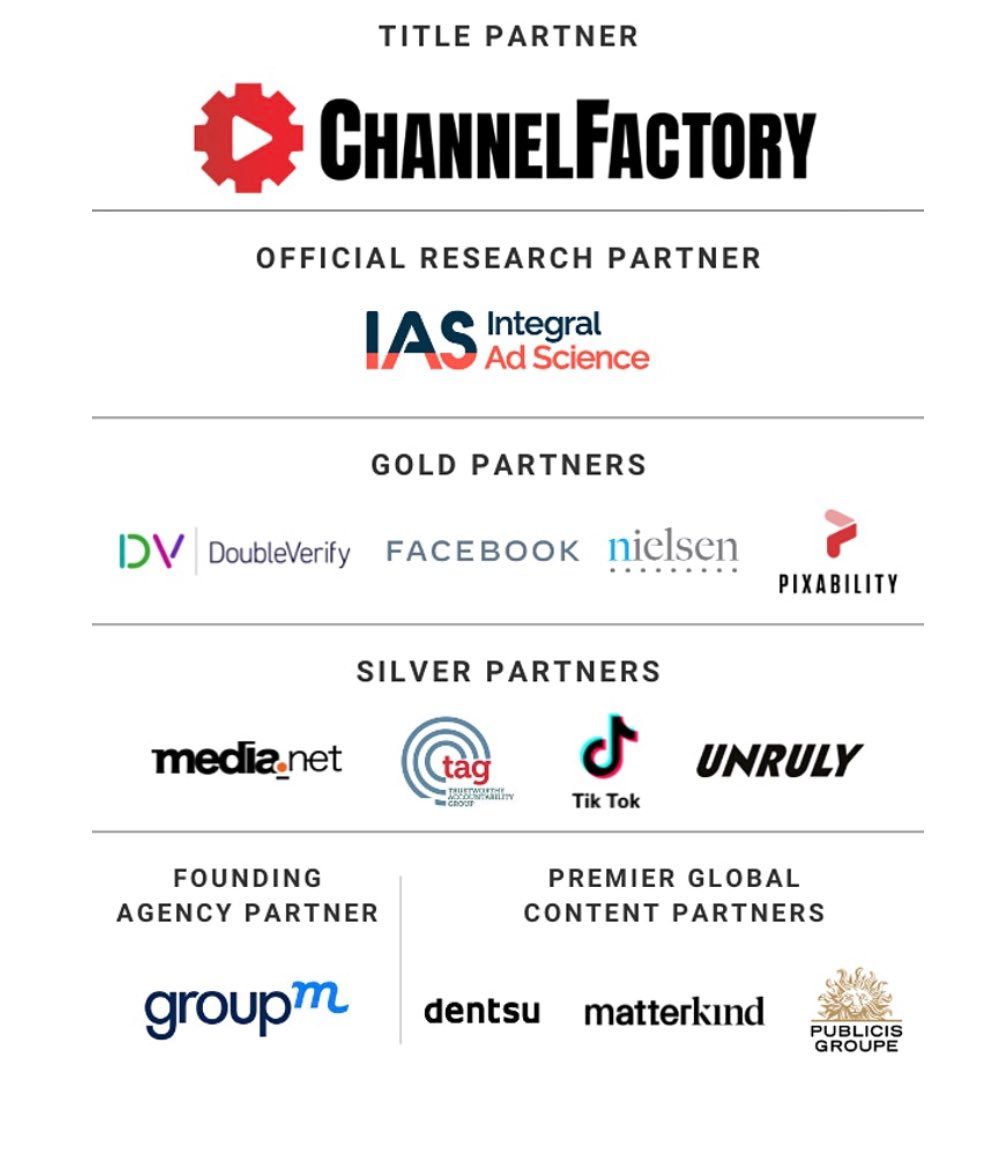 TITLE PARTNER
CHANNELFACTORY
OFFICIAL RESEARCH PARTNER
IAS Integral
Ad Science
GOLD PARTNERS
DV DoubleVerify FACEBOOK nielsen
PIXABILITY
SILVER PARTNERS
media.net tag UNRULY
TRUSTWORTHY
ACCOUNTABILITY
GROUP
Tik Tok
FOUNDING
AGENCY PARTNER
groupm
PREMIER GLOBAL
CONTENT PARTNERS
dentsu matterkind
PUBLICIS
GROUPE